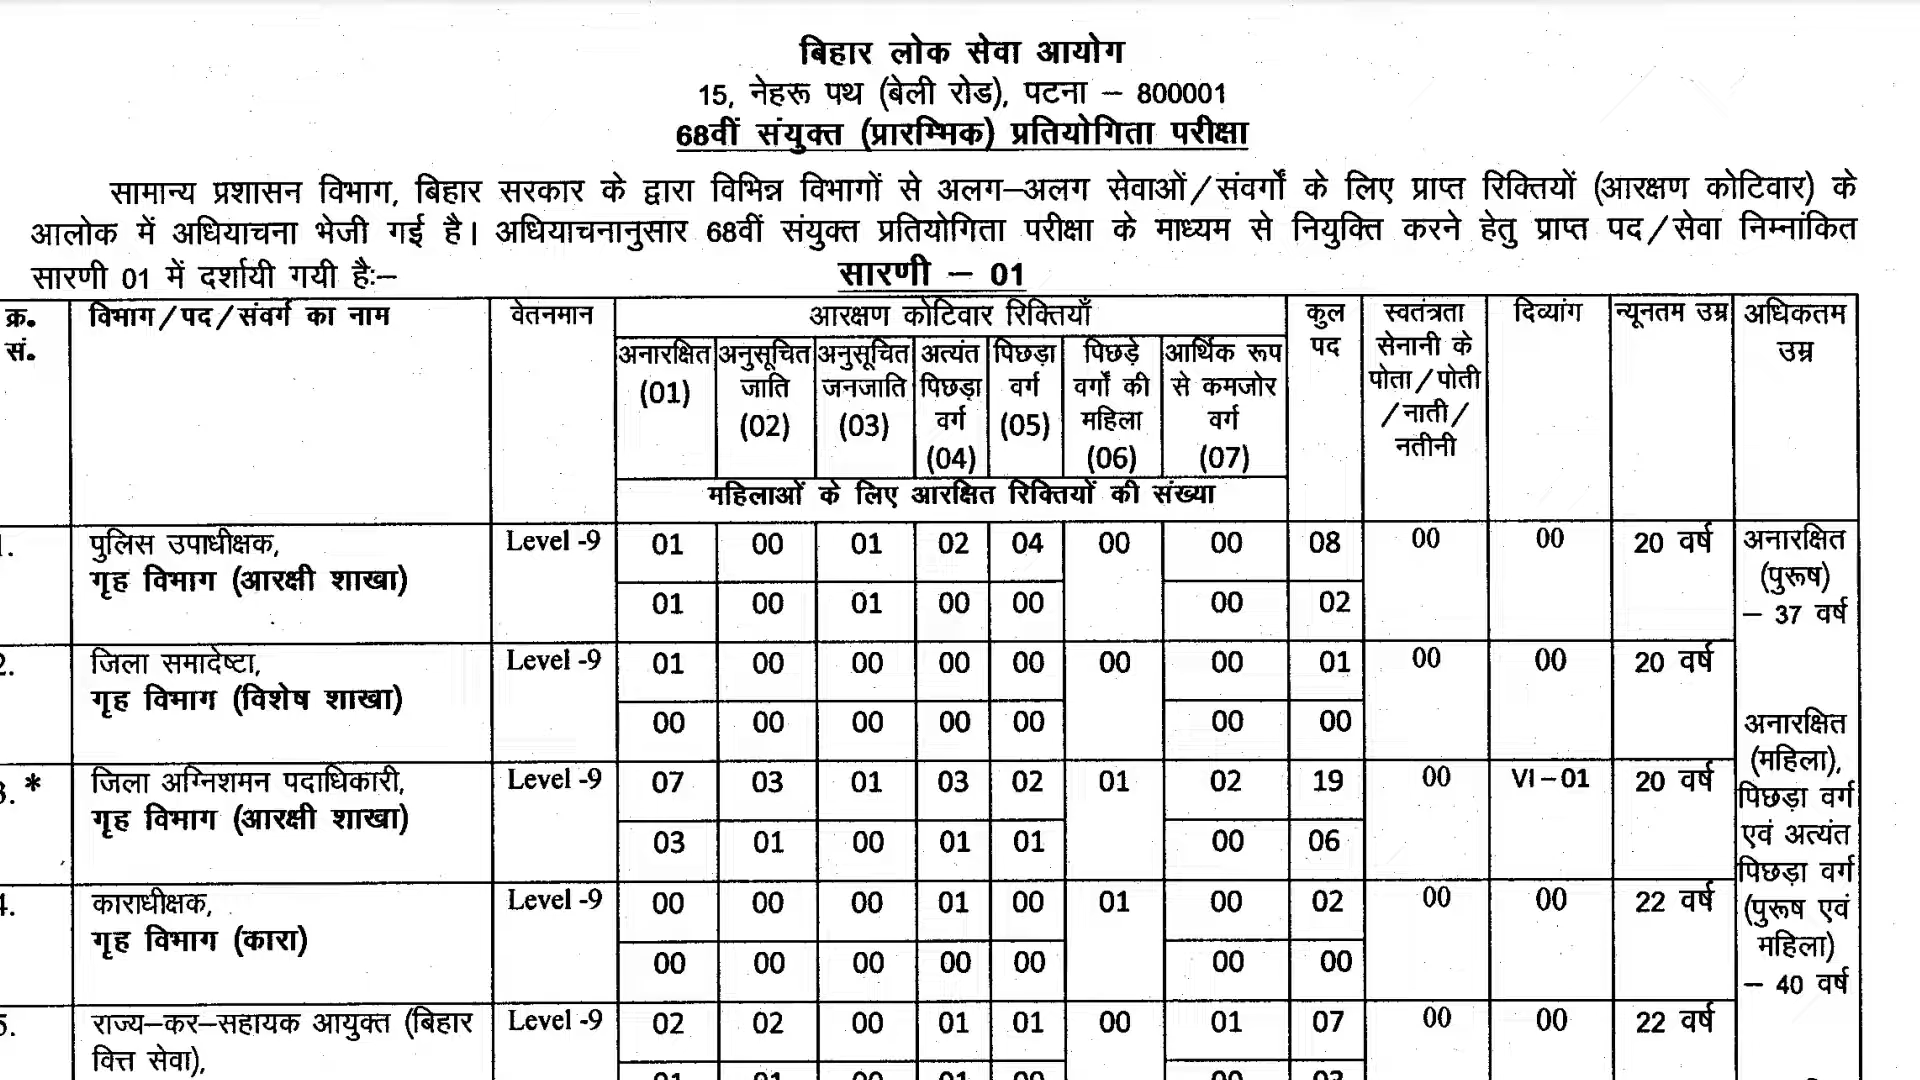 बिहार लोक सेवा आयोग
15, नेहरू पथ (बेली रोड), पटना – 800001
68वीं संयुक्त (प्रारम्भिक) प्रतियोगिता परीक्षा
सामान्य प्रशासन विभाग, बिहार सरकार के द्वारा विभिन्न विभागों से अलग–अलग सेवाओं/संवर्गों के लिए प्राप्त रिक्तियों (आरक्षण कोटिवार) के
आलोक में अधियाचना भेजी गई है। अधियाचनानुसार 68वीं संयुक्त प्रतियोगिता परीक्षा के माध्यम से नियुक्ति करने हेतु प्राप्त पद/सेवा निम्नांकित
सारणी 01 में दर्शायी गयी है:–
सारणी – 01
क्र. सं.
विभाग/पद/संवर्ग का नाम
वेतनमान
आरक्षण कोटिवार रिक्तियाँ
अनारक्षित
(01)
अनुसूचित
जाति
(02)
अनुसूचित
जनजाति
(03)
अत्यंत
पिछड़ा
वर्ग
(04)
पिछड़ा
वर्ग
(05)
पिछड़े
वर्गों की
महिला
(06)
आर्थिक रूप
से कमजोर
वर्ग
(07)
महिलाओं के लिए आरक्षित रिक्तियों की संख्या
कुल
पद
स्वतंत्रता
सेनानी के
पोता/पोती
/नाती/
नतीनी
दिव्यांग
न्यूनतम उम्र
अधिकतम
उम्र
पुलिस उपाधीक्षक, Level -9 01 00 01 02 04 00 00 08 00 00 20 वर्ष
गृह विभाग (आरक्षी शाखा)
01 00 01 00 00 00 02
2. जिला समादेष्टा, Level -9 01 00 00 00 00 00 00 01 00 00 20 वर्ष
गृह विभाग (विशेष शाखा)
00 00 00 00 00 00 00
3. * जिला अग्निशमन पदाधिकारी, Level -9 07 03 01 03 02 01 02 19 00 VI–01 20 वर्ष
गृह विभाग (आरक्षी शाखा)
03 01 00 01 01 00 06
4. काराधीक्षक, Level -9 00 00 00 01 00 01 00 02 00 00 22 वर्ष
गृह विभाग (कारा)
00 00 00 00 00 00 00
5. राज्य–कर–सहायक आयुक्त (बिहार Level -9 02 02 00 01 01 00 01 07 00 00 22 वर्ष
वित्त सेवा),
अनारक्षित
(पुरूष)
– 37 वर्ष
अनारक्षित
(महिला),
पिछड़ा वर्ग
एवं अत्यंत
पिछड़ा वर्ग
(पुरूष एवं
महिला)
– 40 वर्ष